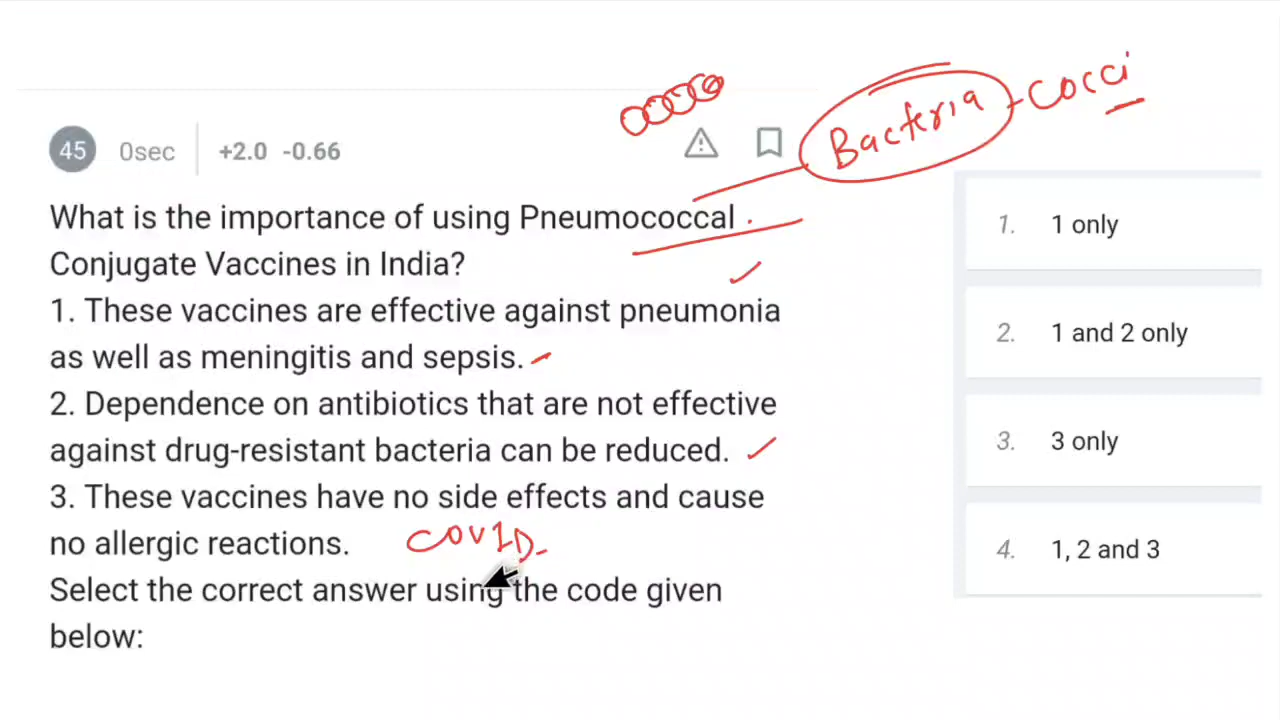 Bacteria - cocci
45 0sec +2.0 -0.66
What is the importance of using Pneumococcal
Conjugate Vaccines in India?
1. These vaccines are effective against pneumonia
as well as meningitis and sepsis.
2. Dependence on antibiotics that are not effective
against drug-resistant bacteria can be reduced.
3. These vaccines have no side effects and cause
no allergic reactions.
COVID
Select the correct answer using the code given
below:
1. 1 only
2. 1 and 2 only
3. 3 only
4. 1, 2 and 3